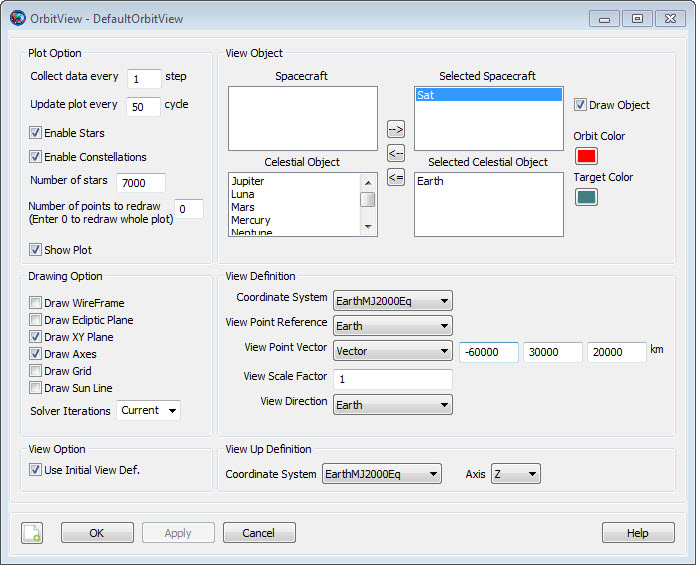 OrbitView - DefaultOrbitView
Plot Option
Collect data every 1 step
Update plot every 50 cycle
Enable Stars
Enable Constellations
Number of stars 7000
Number of points to redraw
(Enter 0 to redraw whole plot) 0
Show Plot
View Object
Spacecraft
Selected Spacecraft
Sat
-->
<--
<=
Draw Object
Orbit Color
Target Color
Celestial Object
Jupiter
Luna
Mars
Mercury
Neptune
Selected Celestial Object
Earth
Drawing Option
Draw WireFrame
Draw Ecliptic Plane
Draw XY Plane
Draw Axes
Draw Grid
Draw Sun Line
Solver Iterations Current
View Definition
Coordinate System EarthMJ2000Eq
View Point Reference Earth
View Point Vector Vector -60000 30000 20000 km
View Scale Factor 1
View Direction Earth
View Option
Use Initial View Def.
View Up Definition
Coordinate System EarthMJ2000Eq Axis Z
OK Apply Cancel Help